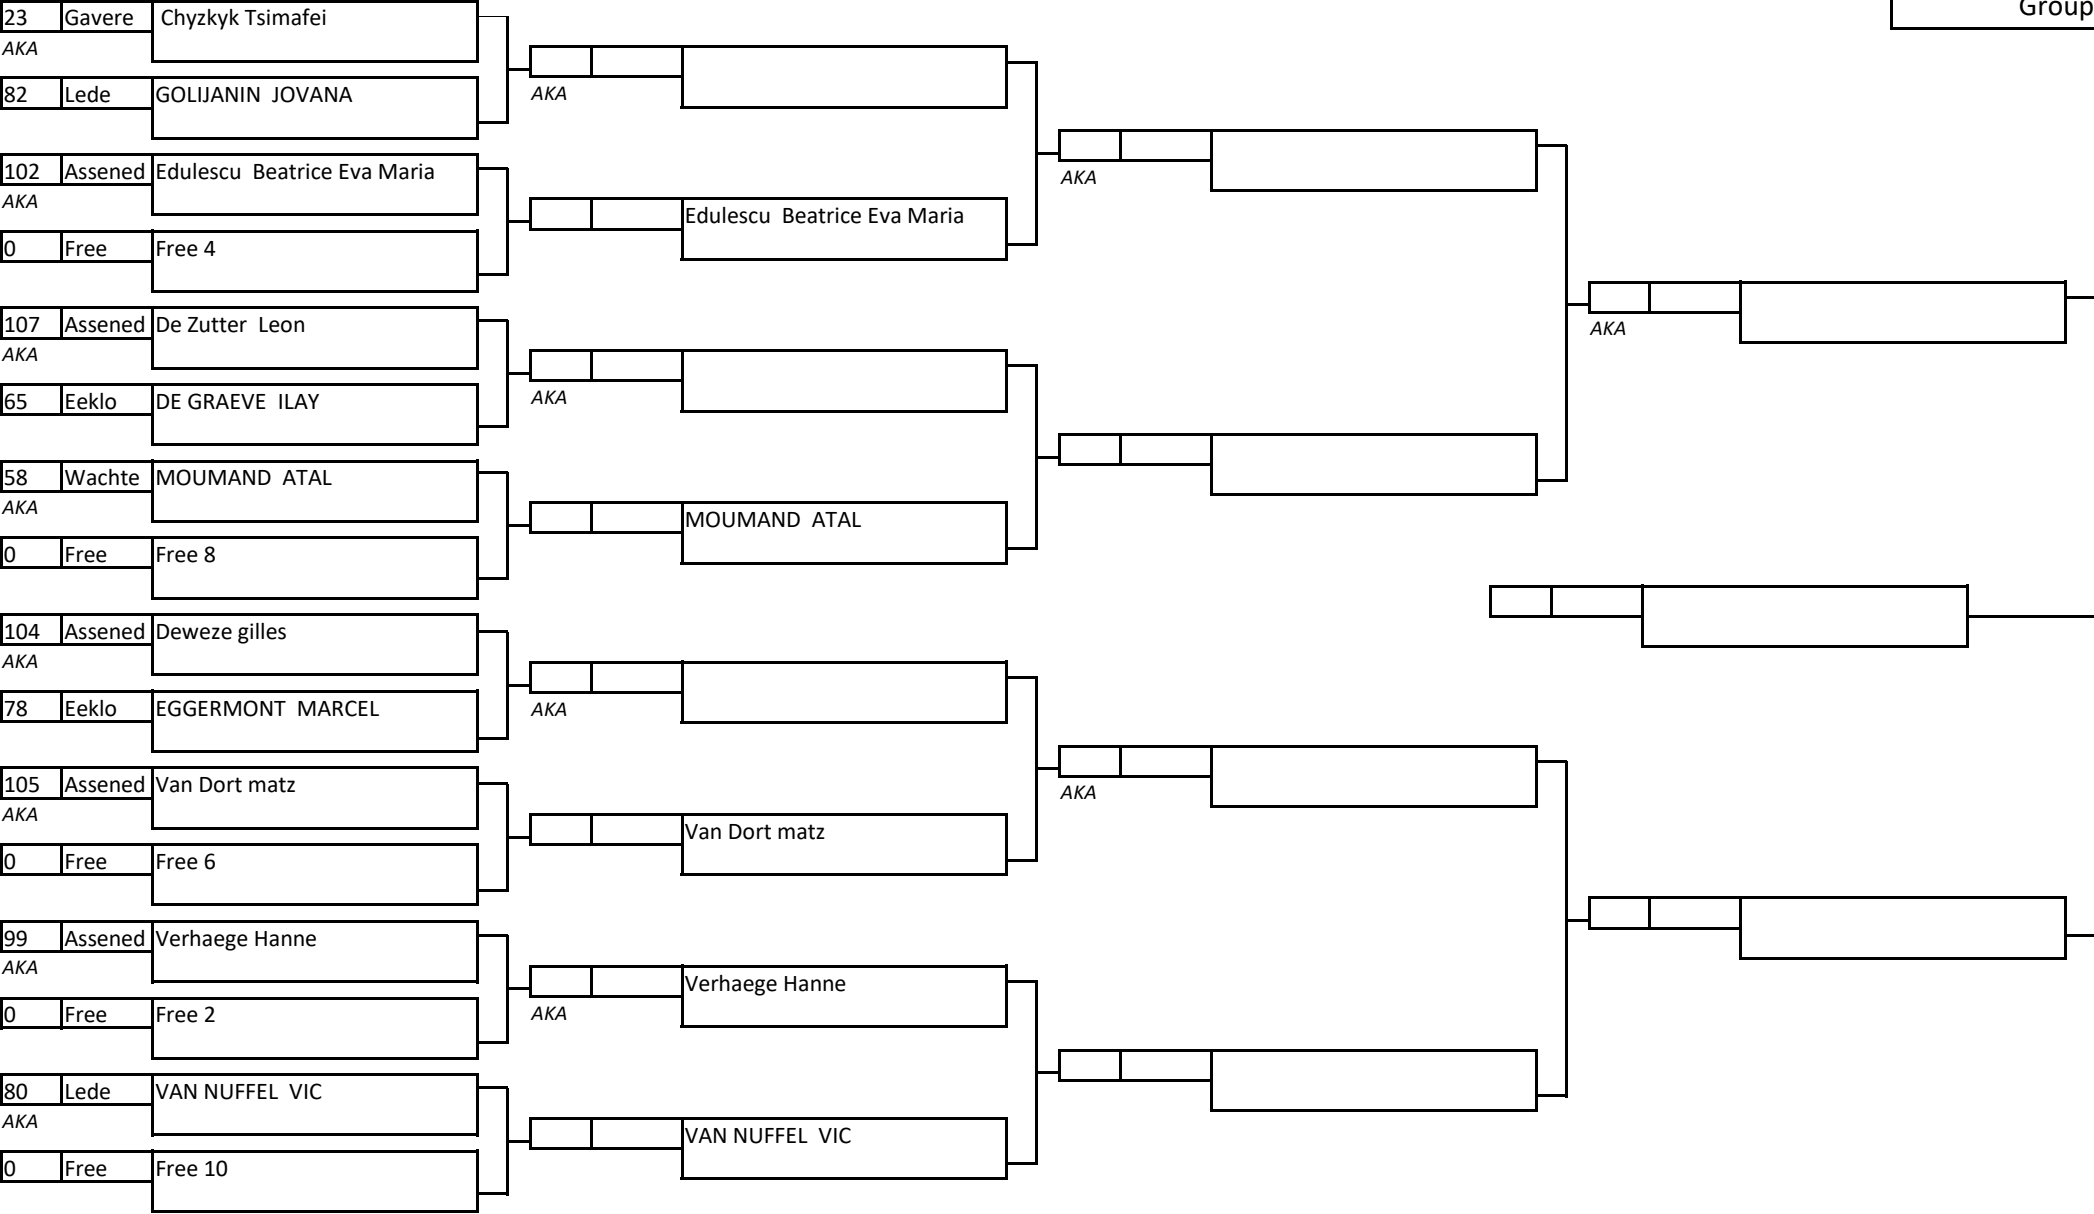 Group
23 Gavere Chyzkyk Tsimafei
AKA
82 Lede GOLIJANIN JOVANA
102 Assened Edulescu Beatrice Eva Maria
AKA
0 Free Free 4
107 Assened De Zutter Leon
AKA
65 Eeklo DE GRAEVE ILAY
58 Wachte MOUMAND ATAL
AKA
0 Free Free 8
104 Assened Deweze gilles
AKA
78 Eeklo EGGERMONT MARCEL
105 Assened Van Dort matz
AKA
0 Free Free 6
99 Assened Verhaege Hanne
AKA
0 Free Free 2
80 Lede VAN NUFFEL VIC
AKA
0 Free Free 10
AKA
Edulescu Beatrice Eva Maria
AKA
MOUMAND ATAL
AKA
Van Dort matz
Verhaege Hanne
AKA
VAN NUFFEL VIC
AKA
AKA
AKA